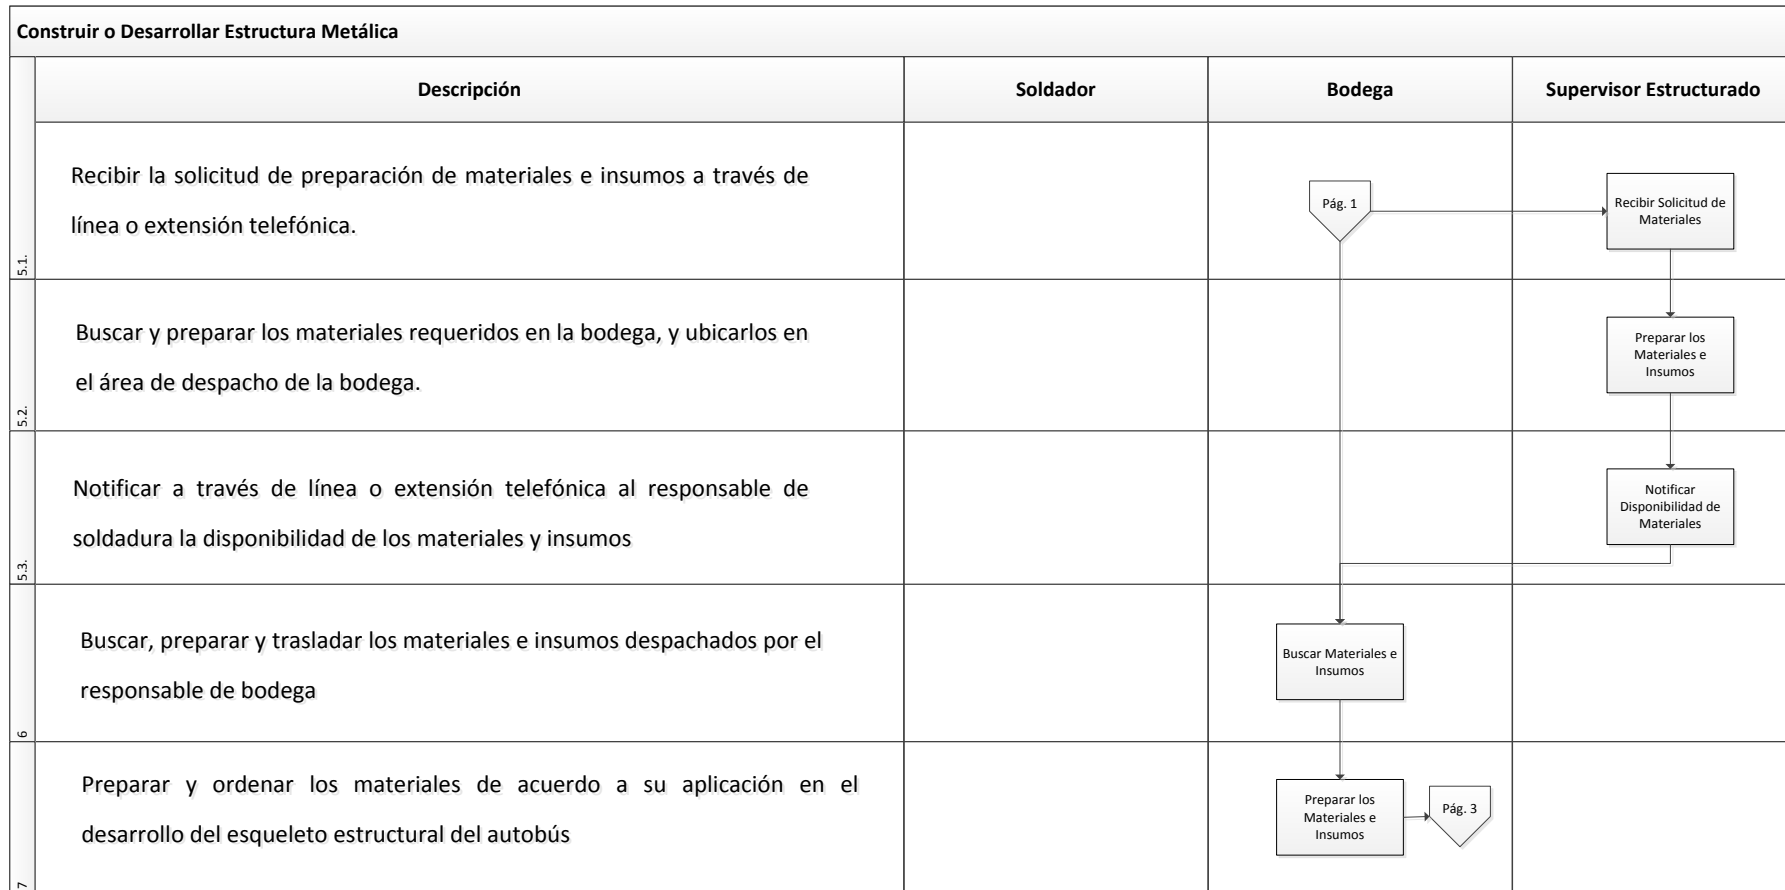 Construir o Desarrollar Estructura Metálica
Descripción
Soldador
Bodega
Supervisor Estructurado
5.1.
Recibir la solicitud de preparación de materiales e insumos a través de
línea o extensión telefónica.
Pág. 1
Recibir Solicitud de
Materiales
5.2.
Buscar y preparar los materiales requeridos en la bodega, y ubicarlos en
el área de despacho de la bodega.
Preparar los
Materiales e
Insumos
5.3.
Notificar a través de línea o extensión telefónica al responsable de
soldadura la disponibilidad de los materiales y insumos
Notificar
Disponibilidad de
Materiales
6
Buscar, preparar y trasladar los materiales e insumos despachados por el
responsable de bodega
Buscar Materiales e
Insumos
7
Preparar y ordenar los materiales de acuerdo a su aplicación en el
desarrollo del esqueleto estructural del autobús
Preparar los
Materiales e
Insumos
Pág. 3